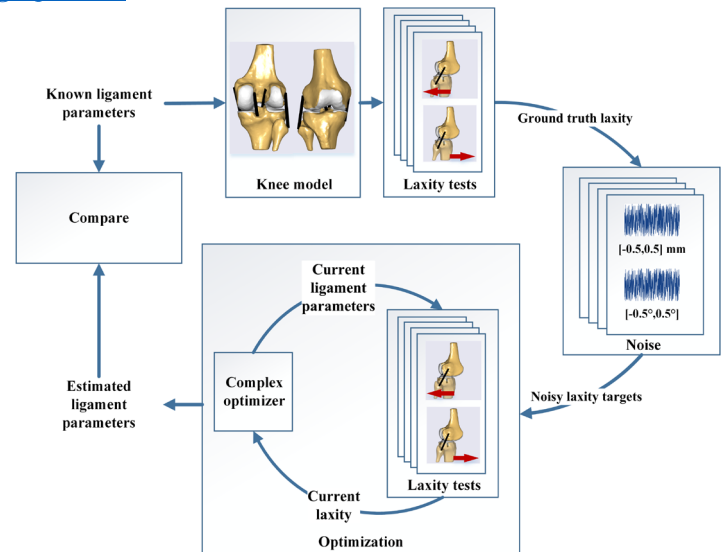 Known ligament
parameters
Knee model
Laxity tests
Ground truth laxity
Compare
[-0.5,0.5] mm
[-0.5°,0.5°]
Noise
Current
ligament
parameters
Complex
optimizer
Estimated
ligament
parameters
Noisy laxity targets
Laxity tests
Current
laxity
Optimization